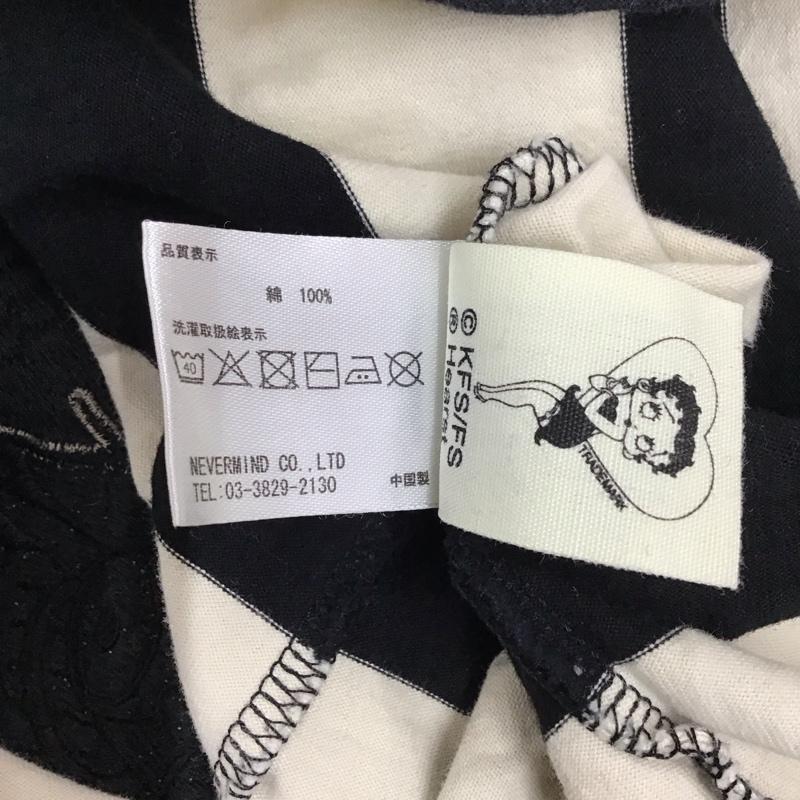 品質表示
綿 100%
洗濯取扱絵表示
40
NEVERMIND CO.,LTD
TEL:03-3829-2130
中国製
© KFS/FS
® Hearst
TRADEMARK